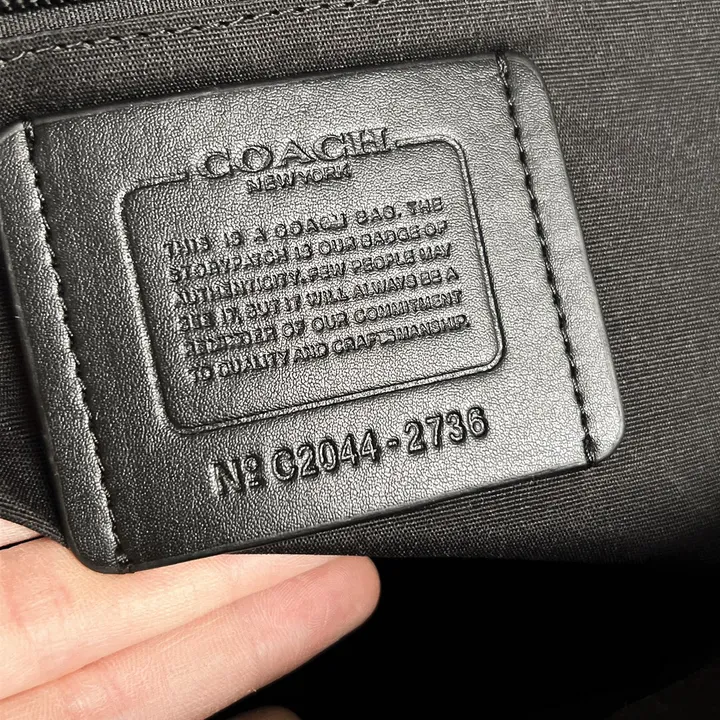 COACH
NEW YORK
THIS IS A COACH BAG. THE
STORYPATCH IS OUR BADGE OF
AUTHENTICITY. FEW PEOPLE MAY
SEE IT, BUT IT WILL ALWAYS BE A
REMINDER OF OUR COMMITMENT
TO QUALITY AND CRAFTSMANSHIP.
Nº C2044-2736